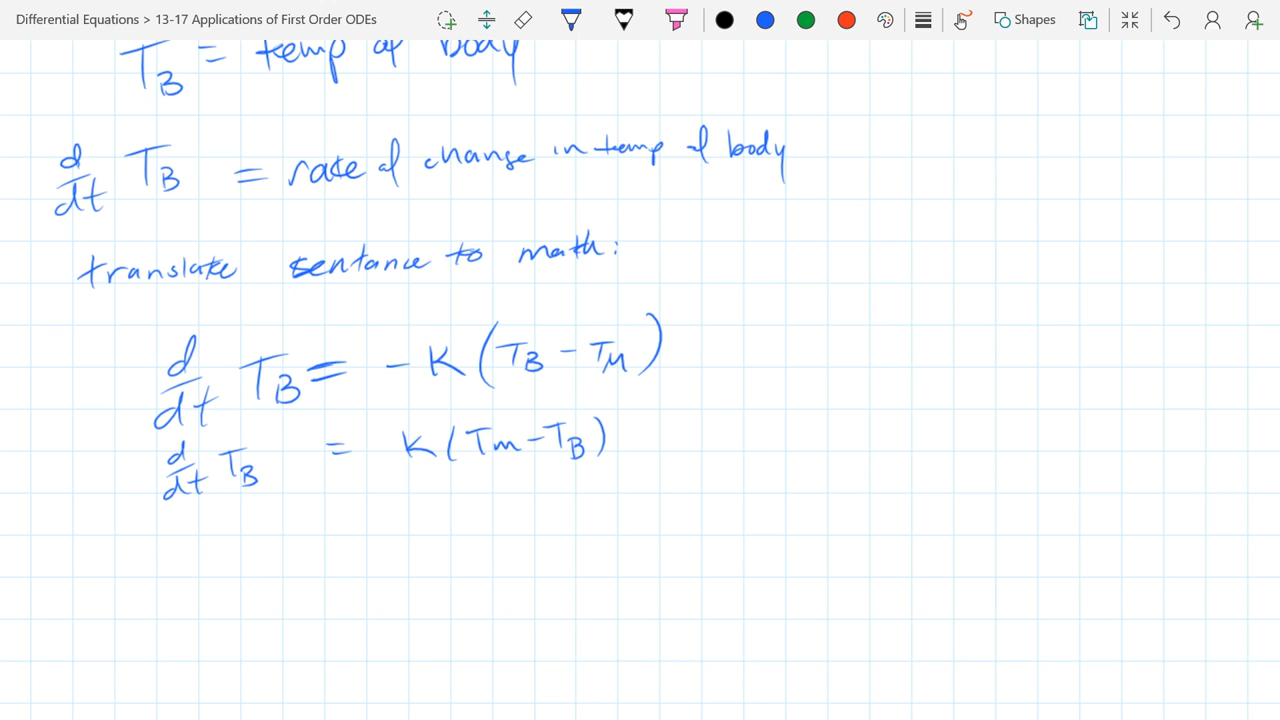 Differential Equations > 13-17 Applications of First Order ODEs
Shapes
T_B = temp of body
d/dt T_B = rate of change in temp of body
translate sentance to math:
d/dt T_B = -K(T_B - T_M)
d/dt T_B = K(T_m - T_B)